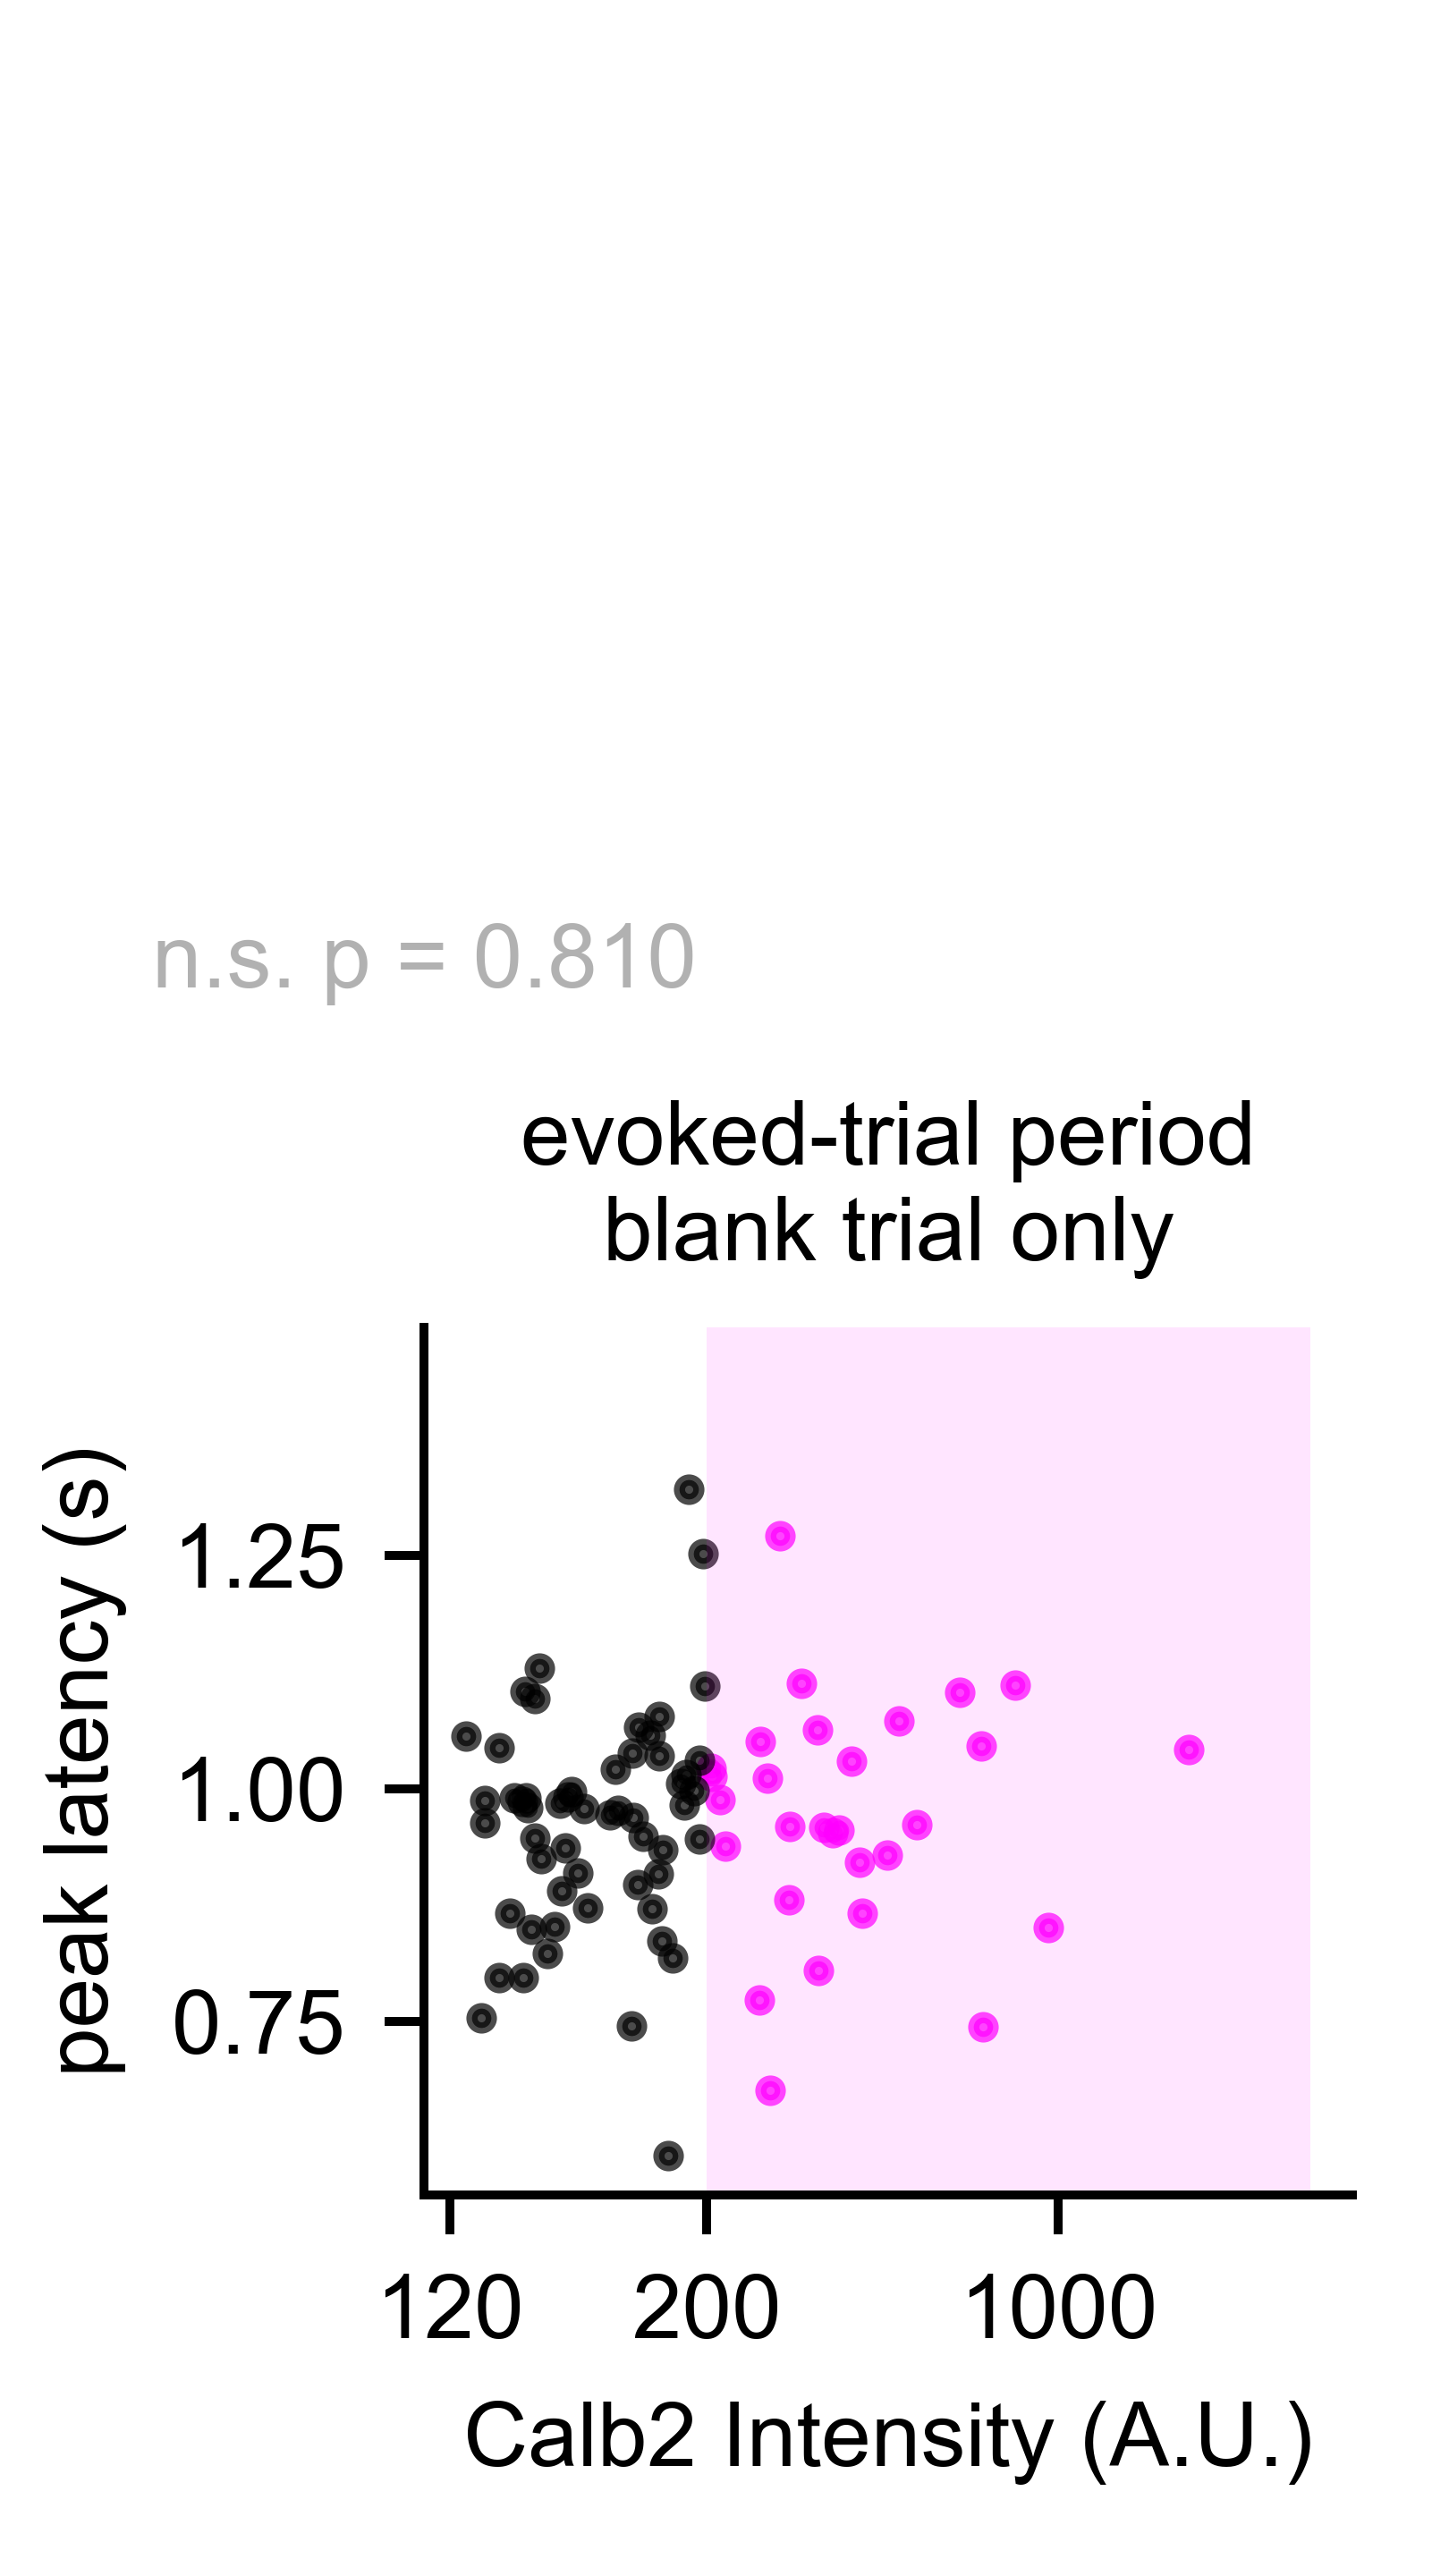 n.s. p = 0.810
evoked-trial period
blank trial only
peak latency (s)
1.25
1.00
0.75
120 200 1000
Calb2 Intensity (A.U.)